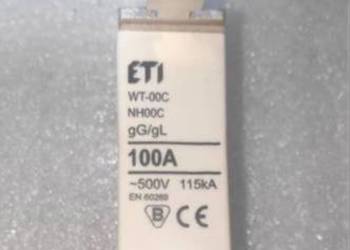 ETI
WT-00C
NH00C
gG/gL
100A
~500V 115kA
EN 60269
B CE